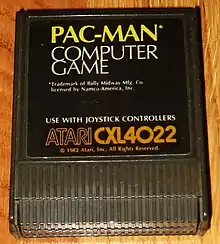 PAC-MAN*
COMPUTER
GAME
*Trademark of Bally Midway Mfg. Co.
licensed by Namco-America, Inc.
USE WITH JOYSTICK CONTROLLERS
ATARI CXL4022
© 1982 Atari, Inc. All Rights Reserved.